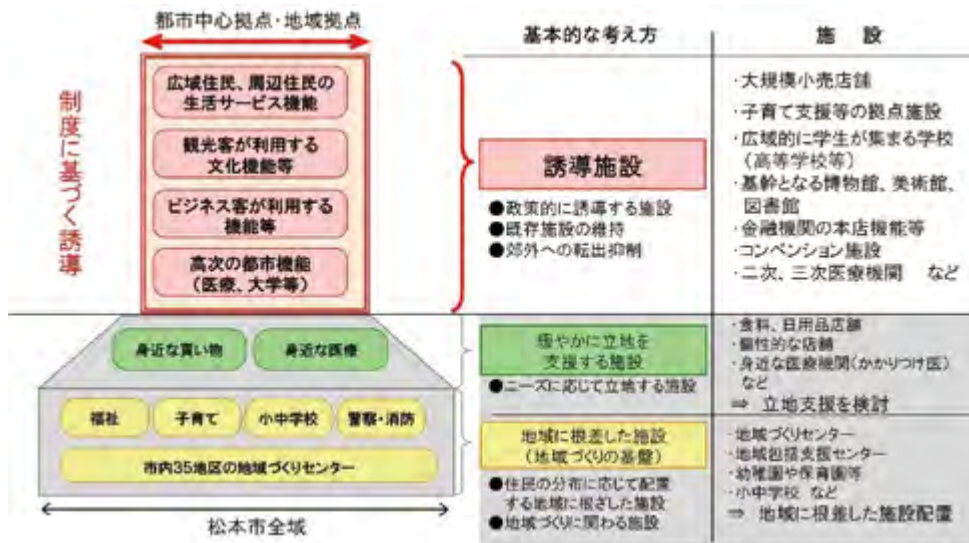 都市中心拠点・地域拠点
基本的な考え方
施 設
制度に基づく誘導
広域住民、周辺住民の
生活サービス機能
観光客が利用する
文化機能等
ビジネス客が利用する
機能等
高次の都市機能
（医療、大学等）
誘導施設
●政策的に誘導する施設
●既存施設の維持
●郊外への転出抑制
・大規模小売店舗
・子育て支援等の拠点施設
・広域的に学生が集まる学校
（高等学校等）
・基幹となる博物館、美術館、
図書館
・金融機関の本店機能等
・コンベンション施設
・二次、三次医療機関 など
身近な買い物
身近な医療
緩やかに立地を
支援する施設
●ニーズに応じて立地する施設
・食料、日用品店舗
・個性的な店舗
・身近な医療機関（かかりつけ医）
など
⇒ 立地支援を検討
福祉
子育て
小中学校
警察・消防
市内35地区の地域づくりセンター
地域に根差した施設
（地域づくりの基盤）
●住民の分布に応じて配置
する地域に根ざした施設
●地域づくりに関わる施設
・地域づくりセンター
・地域包括支援センター
・幼稚園や保育園等
・小中学校 など
⇒ 地域に根差した施設配置
松本市全域